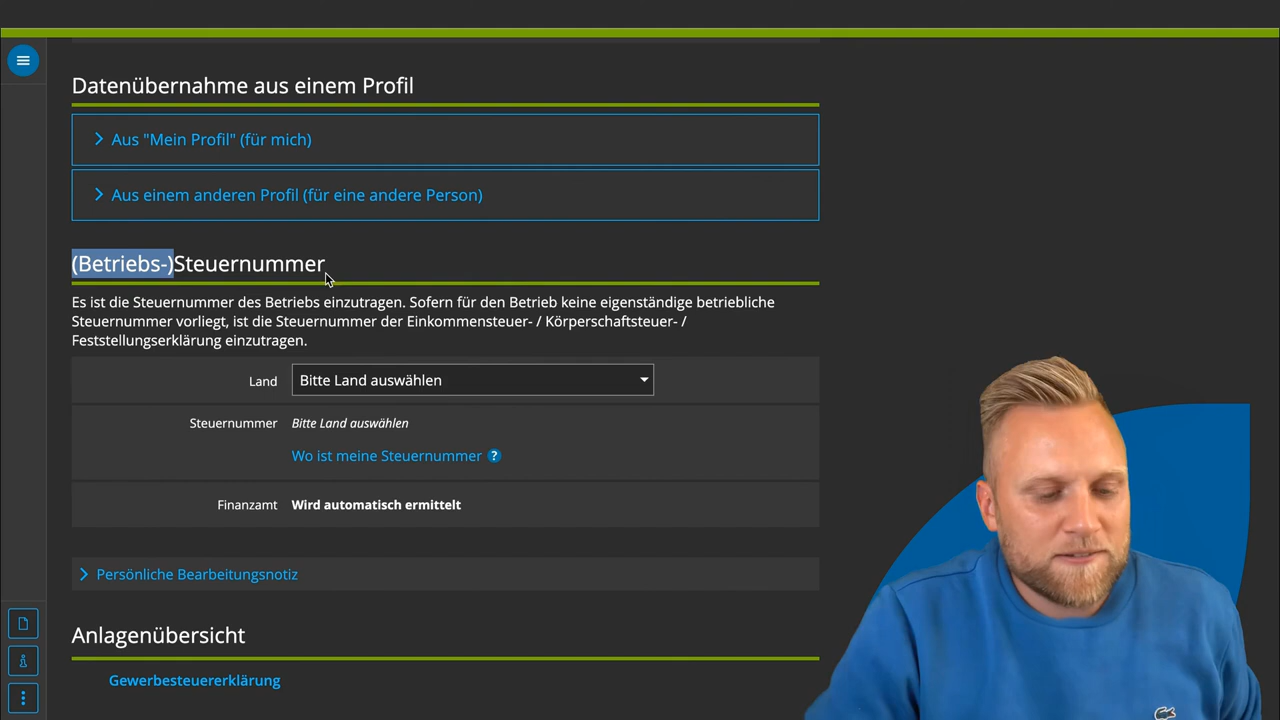 Datenübernahme aus einem Profil
Aus "Mein Profil" (für mich)
Aus einem anderen Profil (für eine andere Person)
(Betriebs-)Steuernummer
Es ist die Steuernummer des Betriebs einzutragen. Sofern für den Betrieb keine eigenständige betriebliche
Steuernummer vorliegt, ist die Steuernummer der Einkommensteuer- / Körperschaftsteuer- /
Feststellungserklärung einzutragen.
Land Bitte Land auswählen
Steuernummer Bitte Land auswählen
Wo ist meine Steuernummer ?
Finanzamt Wird automatisch ermittelt
Persönliche Bearbeitungsnotiz
Anlagenübersicht
Gewerbesteuererklärung